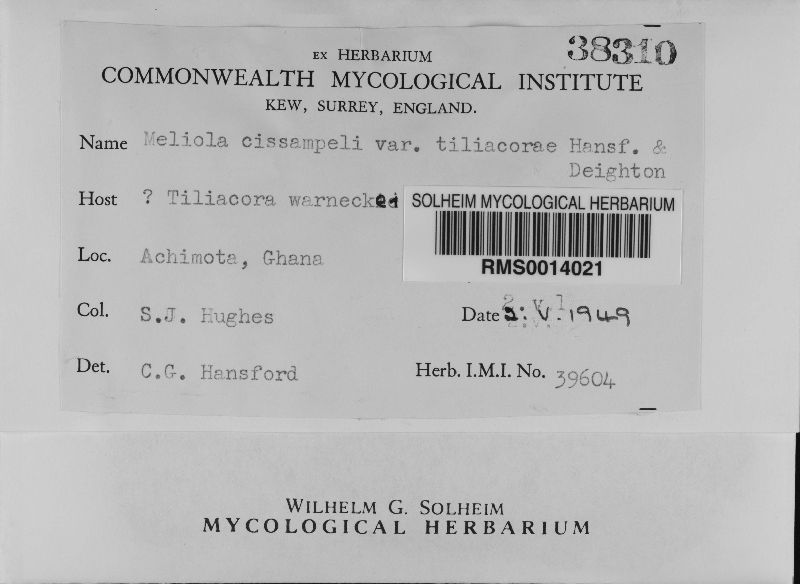 38310
EX HERBARIUM
COMMONWEALTH MYCOLOGICAL INSTITUTE
KEW, SURREY, ENGLAND.
Name Meliola cissampeli var. tiliacorae Hansf. &
Deighton
Host ? Tiliacora warneckei
SOLHEIM MYCOLOGICAL HERBARIUM
RMS0014021
Loc. Achimota, Ghana
Col. S.J. Hughes
Date 2.V.1949
Det. C.G. Hansford
Herb. I.M.I. No. 39604
WILHELM G. SOLHEIM
MYCOLOGICAL HERBARIUM